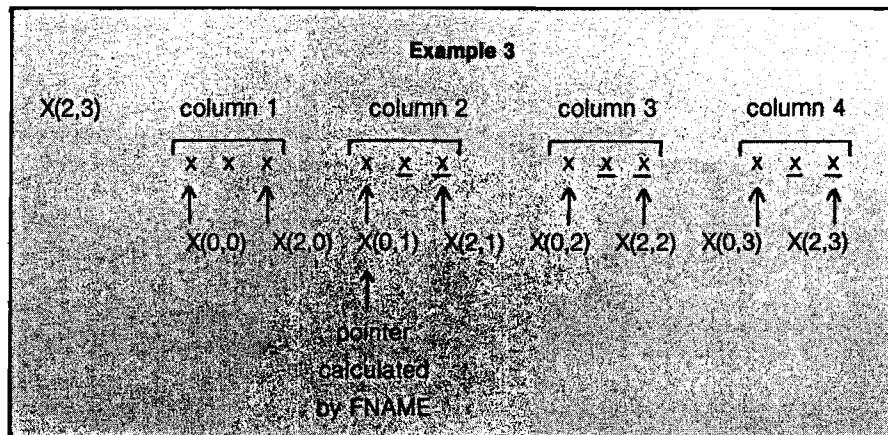 Example 3
X(2,3) column 1 column 2 column 3 column 4
x x x x x x x x x x x x
X(0,0) X(2,0) X(0,1) X(2,1) X(0,2) X(2,2) X(0,3) X(2,3)
pointer
calculated
by FNAME